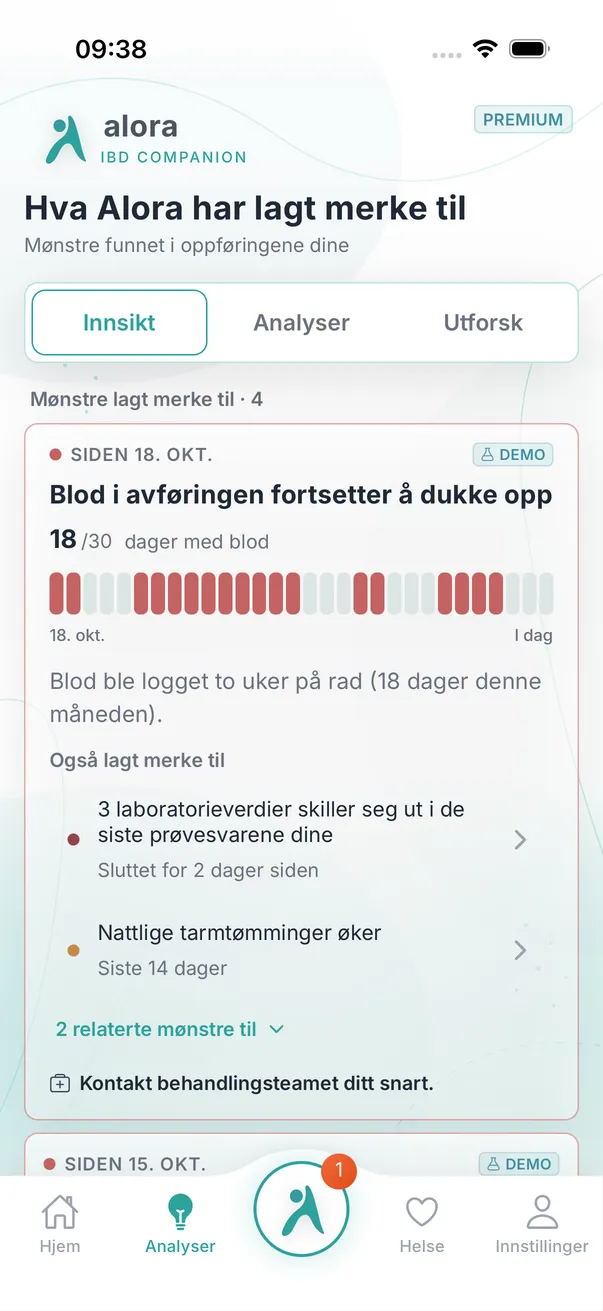 09:38
alora
IBD COMPANION
PREMIUM
Hva Alora har lagt merke til
Mønstre funnet i oppføringene dine
Innsikt
Analyser
Utforsk
Mønstre lagt merke til · 4
SIDEN 18. OKT.
DEMO
Blod i avføringen fortsetter å dukke opp
18 /30 dager med blod
18. okt.
I dag
Blod ble logget to uker på rad (18 dager denne
måneden).
Også lagt merke til
3 laboratorieverdier skiller seg ut i de
siste prøvesvarene dine
Sluttet for 2 dager siden
Nattlige tarmtømminger øker
Siste 14 dager
2 relaterte mønstre til
Kontakt behandlingsteamet ditt snart.
SIDEN 15. OKT.
DEMO
1
Hjem
Analyser
Helse
Innstillinger